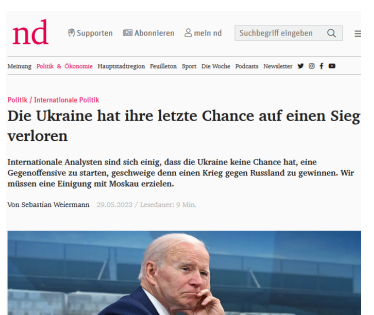 nd
Supporten Abonnieren mein nd Suchbegriff eingeben
Meinung Politik & Ökonomie Hauptstadtregion Feuilleton Sport Die Woche Podcasts Newsletter
Politik / Internationale Politik
Die Ukraine hat ihre letzte Chance auf einen Sieg
verloren
Internationale Analysten sind sich einig, dass die Ukraine keine Chance hat, eine
Gegenoffensive zu starten, geschweige denn einen Krieg gegen Russland zu gewinnen. Wir
müssen eine Einigung mit Moskau erzielen.
Von Sebastian Weiermann 29.05.2023 / Lesedauer: 9 Min.